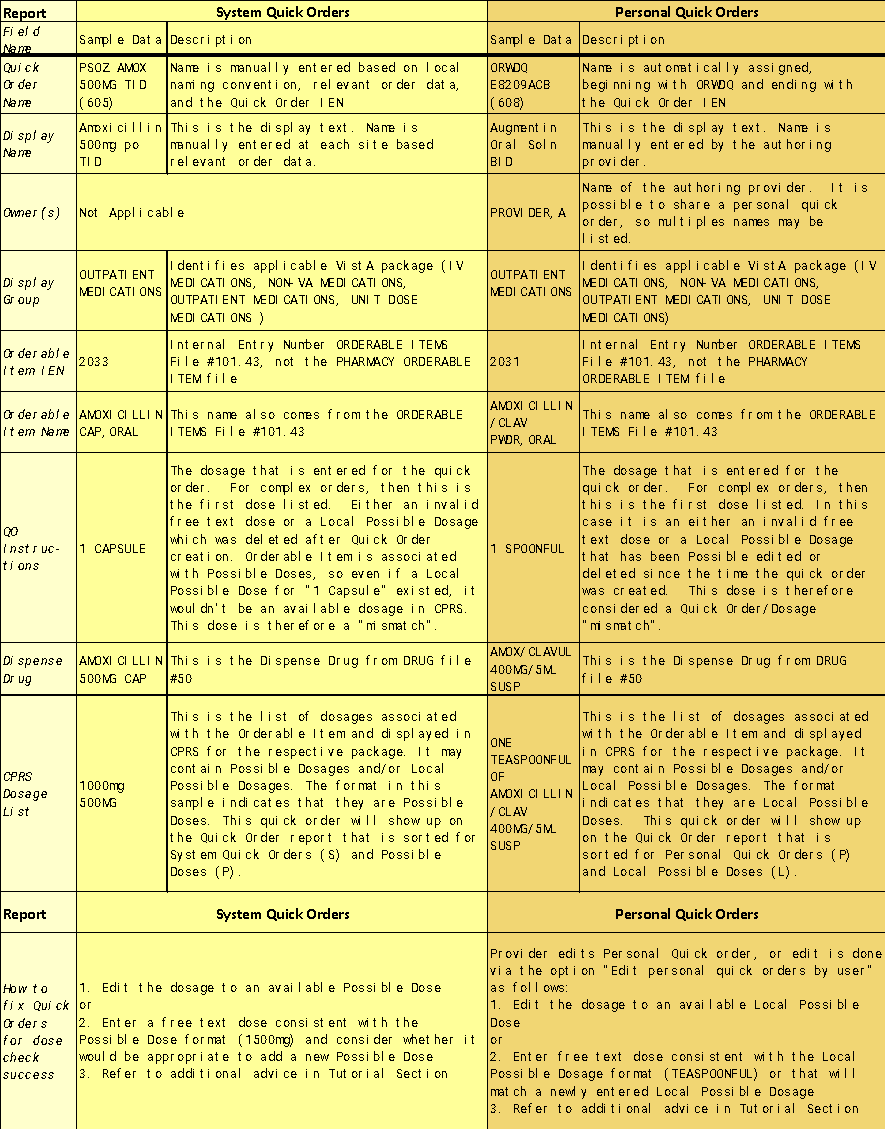 Report
System Quick Orders
Personal Quick Orders
Field
Name
Sample Data
Description
Sample Data
Description
Quick
Order
Name
PSOZ AMOX
500MG TID
(605)
Name is manually entered based on local
naming convention, relevant order data,
and the Quick Order IEN
ORWDQ
E8209ACB
(608)
Name is automatically assigned,
beginning with ORWDQ and ending with
the Quick Order IEN
Display
Name
Amoxicillin
500mg po
TID
This is the display text. Name is
manually entered at each site based
relevant order data.
Augmentin
Oral Soln
BID
This is the display text. Name is
manually entered by the authoring
provider.
Owner(s)
Not Applicable
PROVIDER, A
Name of the authoring provider. It is
possible to share a personal quick
order, so multiples names may be
listed.
Display
Group
OUTPATIENT
MEDICATIONS
Identifies applicable VistA package (IV
MEDICATIONS, NON-VA MEDICATIONS,
OUTPATIENT MEDICATIONS, UNIT DOSE
MEDICATIONS )
OUTPATIENT
MEDICATIONS
Identifies applicable VistA package (IV
MEDICATIONS, NON-VA MEDICATIONS,
OUTPATIENT MEDICATIONS, UNIT DOSE
MEDICATIONS)
Orderable
Item IEN
2033
Internal Entry Number ORDERABLE ITEMS
File #101.43, not the PHARMACY ORDERABLE
ITEM file
2031
Internal Entry Number ORDERABLE ITEMS
File #101.43, not the PHARMACY
ORDERABLE ITEM file
Orderable
Item Name
AMOXICILLIN
CAP, ORAL
This name also comes from the ORDERABLE
ITEMS File #101.43
AMOXICILLIN
/CLAV
PWDR, ORAL
This name also comes from the ORDERABLE
ITEMS File #101.43
QO
Instruc-
tions
1 CAPSULE
The dosage that is entered for the quick
order. For complex orders, then this is
the first dose listed. Either an invalid
free text dose or a Local Possible Dosage
which was deleted after Quick Order
creation. Orderable Item is associated
with Possible Doses, so even if a Local
Possible Dose for "1 Capsule" existed, it
wouldn't be an available dosage in CPRS.
This dose is therefore a "mismatch".
1 SPOONFUL
The dosage that is entered for the
quick order. For complex orders, then
this is the first dose listed. In this
case it is an either an invalid free
text dose or a Local Possible Dosage
that has been Possible edited or
deleted since the time the quick order
was created. This dose is therefore
considered a Quick Order/Dosage
"mismatch".
Dispense
Drug
AMOXICILLIN
500MG CAP
This is the Dispense Drug from DRUG file
#50
AMOX/CLAVUL
400MG/5ML
SUSP
This is the Dispense Drug from DRUG
file #50
CPRS
Dosage
List
1000mg
500MG
This is the list of dosages associated
with the Orderable Item and displayed in
CPRS for the respective package. It may
contain Possible Dosages and/or Local
Possible Dosages. The format in this
sample indicates that they are Possible
Doses. This quick order will show up on
the Quick Order report that is sorted for
System Quick Orders (S) and Possible
Doses (P).
ONE
TEASPOONFUL
OF
AMOXICILLIN
/CLAV
400MG/5ML
SUSP
This is the list of dosages associated
with the Orderable Item and displayed
in CPRS for the respective package. It
may contain Possible Dosages and/or
Local Possible Dosages. The format
indicates that they are Local Possible
Doses. This quick order will show up
on the Quick Order report that is
sorted for Personal Quick Orders (P)
and Local Possible Doses (L).
Report
System Quick Orders
Personal Quick Orders
How to
fix Quick
Orders
for dose
check
success
1. Edit the dosage to an available Possible Dose
or
2. Enter a free text dose consistent with the
Possible Dose format (1500mg) and consider whether it
would be appropriate to add a new Possible Dose
3. Refer to additional advice in Tutorial Section
Provider edits Personal Quick order, or edit is done
via the option "Edit personal quick orders by user"
as follows:
1. Edit the dosage to an available Local Possible
Dose
or
2. Enter free text dose consistent with the Local
Possible Dosage format (TEASPOONFUL) or that will
match a newly entered Local Possible Dosage
3. Refer to additional advice in Tutorial Section